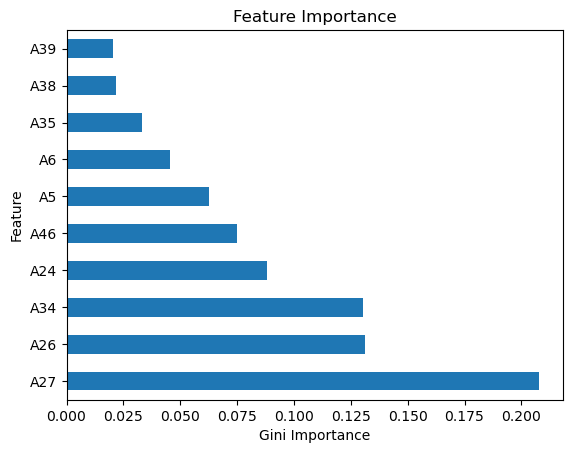 Feature Importance
A39
A38
A35
A6
A5
A46
A24
A34
A26
A27
Feature
0.000 0.025 0.050 0.075 0.100 0.125 0.150 0.175 0.200
Gini Importance